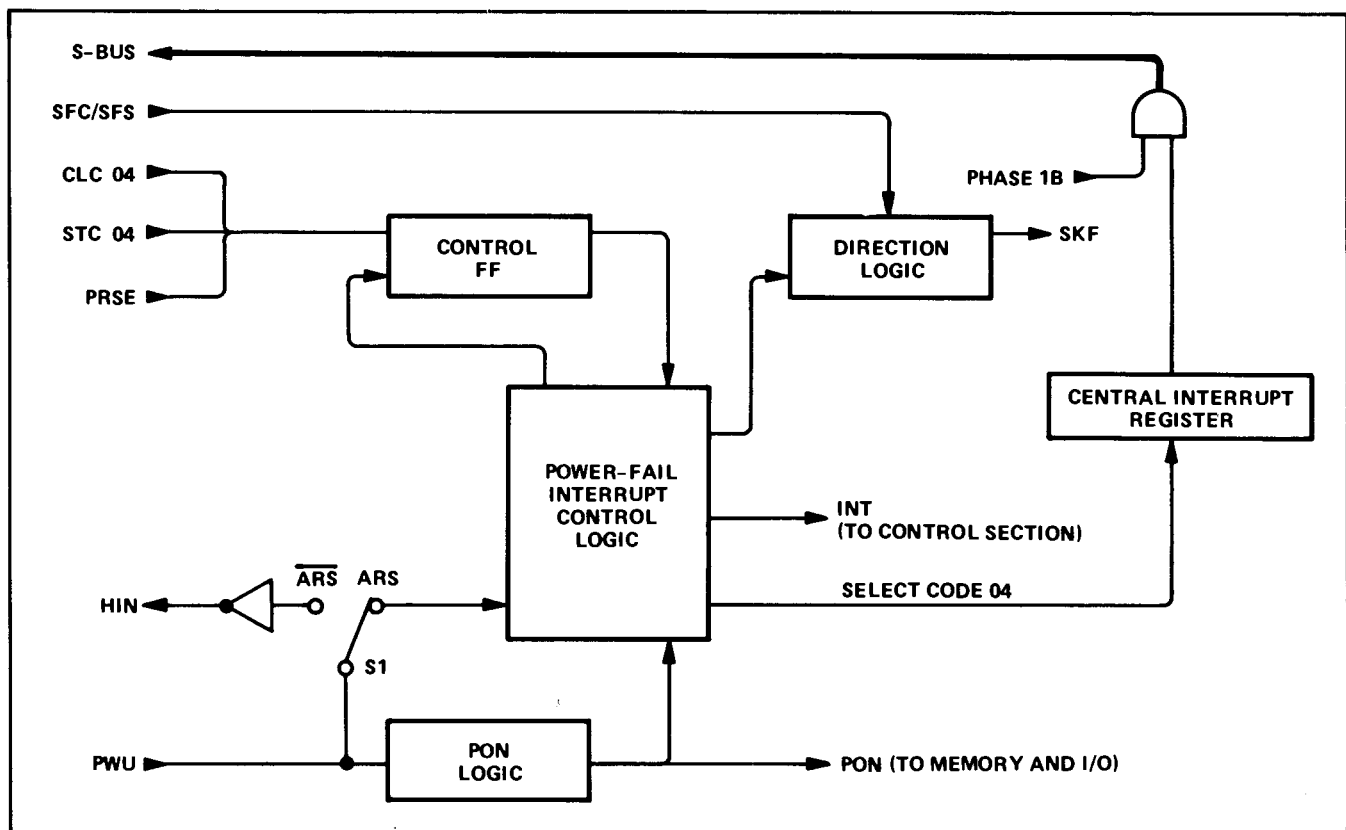 S-BUS
SFC/SFS
CLC 04
PHASE 1B
STC 04
CONTROL
FF
DIRECTION
LOGIC
SKF
PRSE
CENTRAL INTERRUPT
REGISTER
POWER-FAIL
INTERRUPT
CONTROL
LOGIC
INT
(TO CONTROL SECTION)
A̅R̅S̅ ARS
SELECT CODE 04
HIN
S1
PWU
PON
LOGIC
PON (TO MEMORY AND I/O)